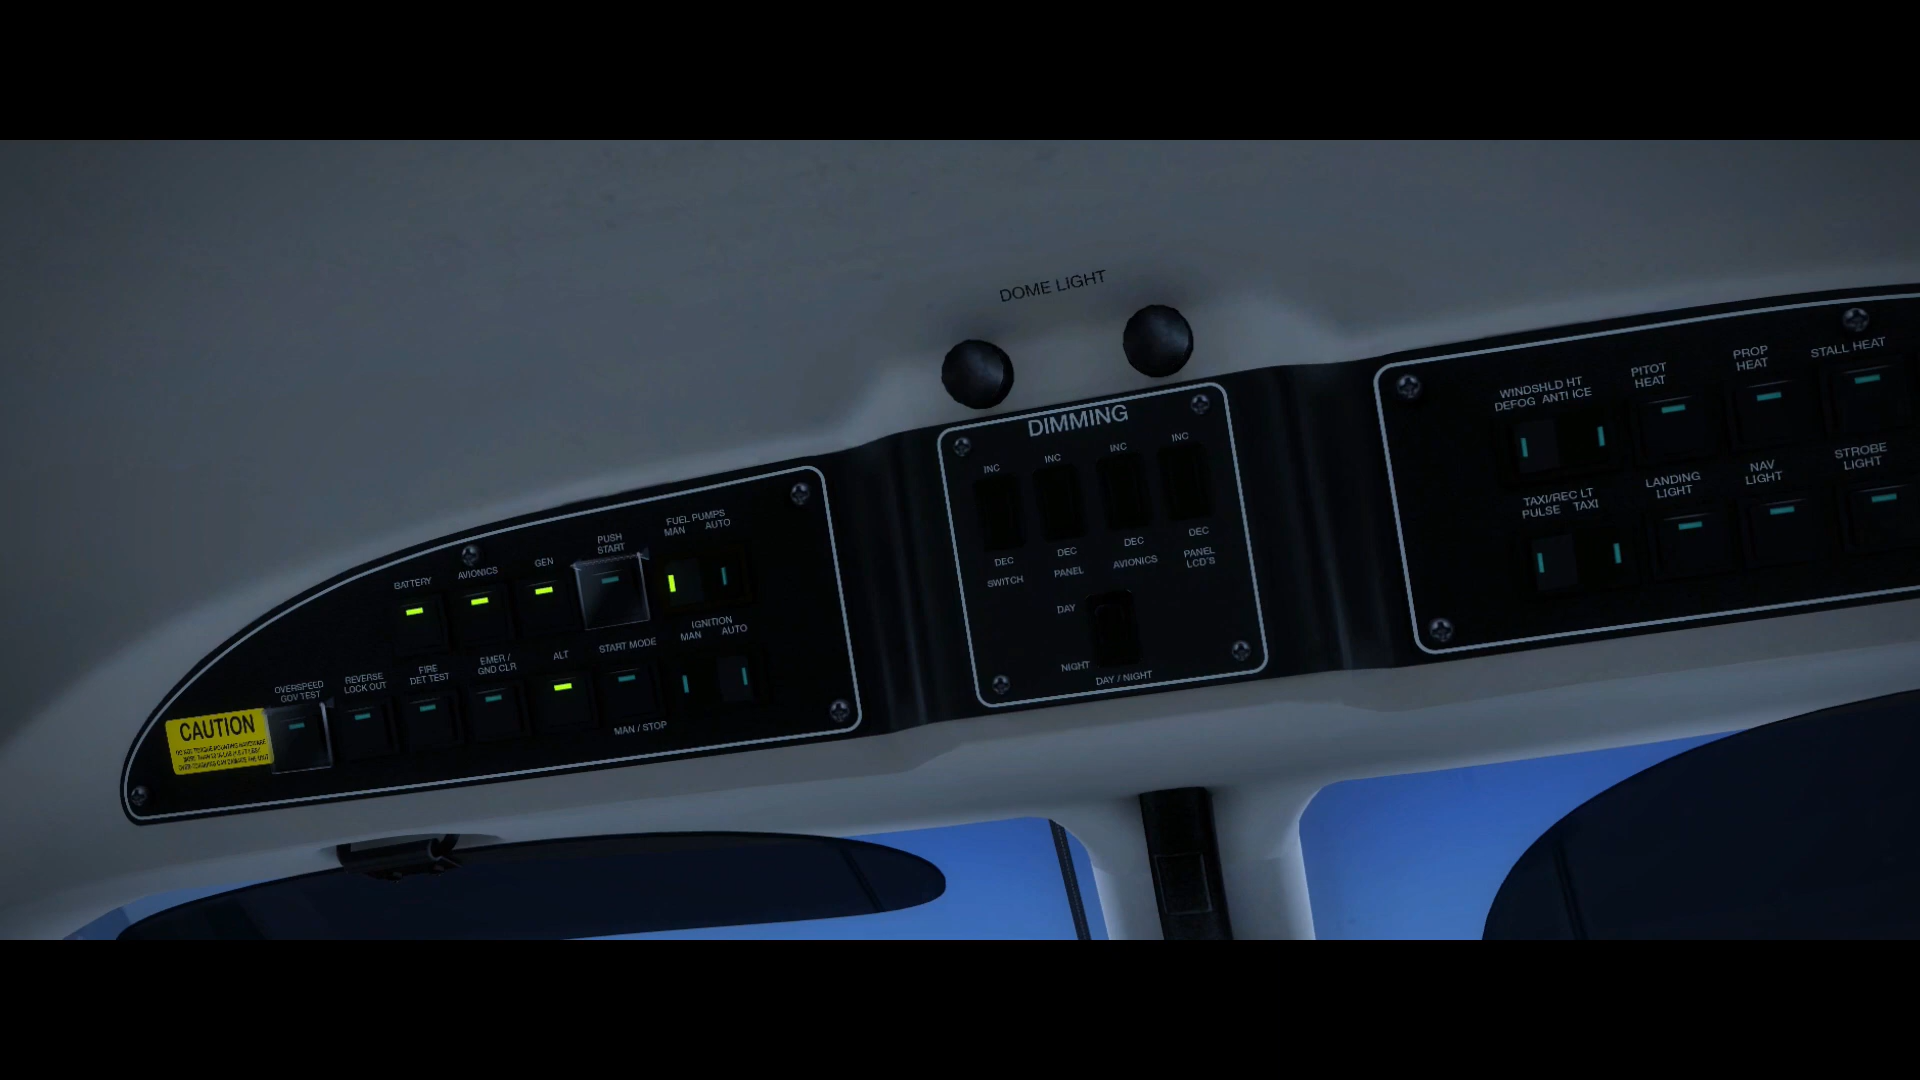 DOME LIGHT
BATTERY
AVIONICS
GEN
PUSH
START
FUEL PUMPS
MAN AUTO
OVERSPEED
GOV TEST
REVERSE
LOCK OUT
FIRE
DET TEST
EMER /
GND CLR
ALT
START MODE
MAN / STOP
IGNITION
MAN AUTO
CAUTION
DIMMING
INC INC INC INC
DEC DEC DEC DEC
SWITCH PANEL AVIONICS PANEL
LCD'S
DAY
NIGHT
DAY / NIGHT
WINDSHLD HT
DEFOG ANTI ICE
PITOT
HEAT
PROP
HEAT
STALL HEAT
TAXI/REC LT
PULSE TAXI
LANDING
LIGHT
NAV
LIGHT
STROBE
LIGHT